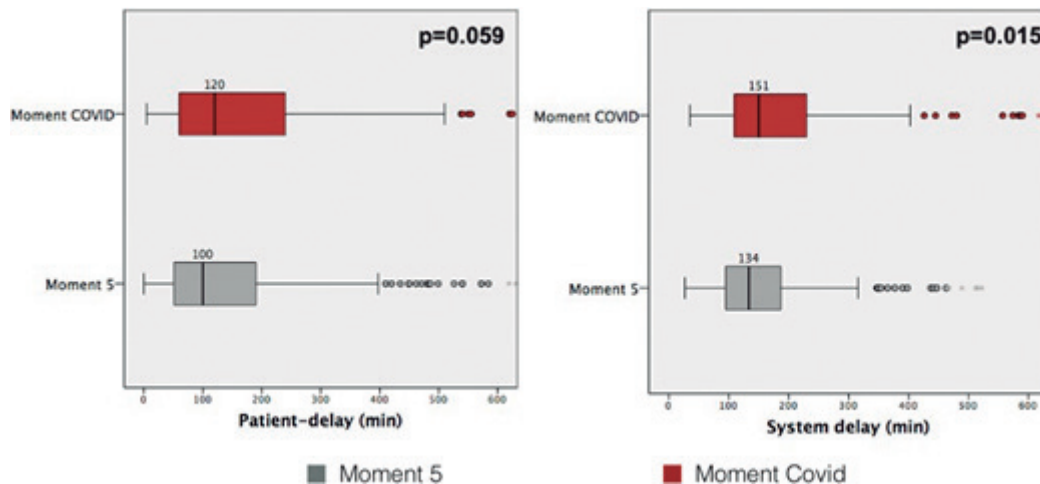 p=0.059
120
Moment COVID
100
Moment 5
0 100 200 300 400 500 600
Patient-delay (min)
p=0.015
151
Moment COVID
134
Moment 5
0 100 200 300 400 500 600
System delay (min)
Moment 5
Moment Covid